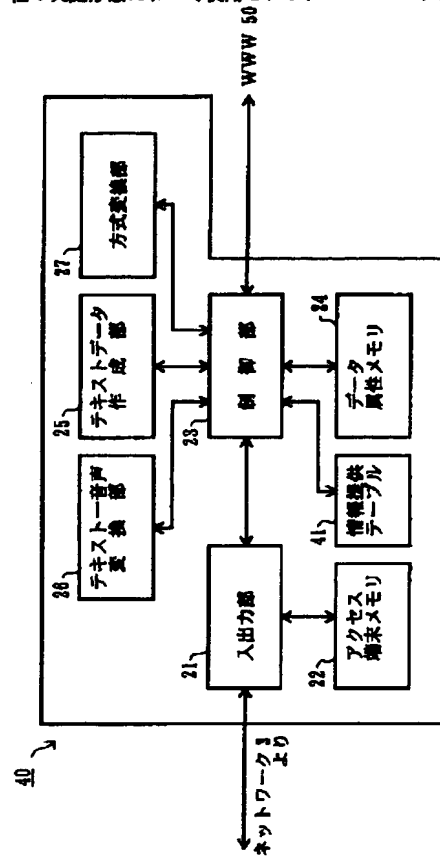 40
テキスト−音声
変換部
26
テキストデータ
作成部
25
方式変換部
27
入出力部
21
制御部
23
WWW 50
ネットワーク3
より
アクセス
端末メモリ
22
情報提供
テーブル
41
データ
属性メモリ
24